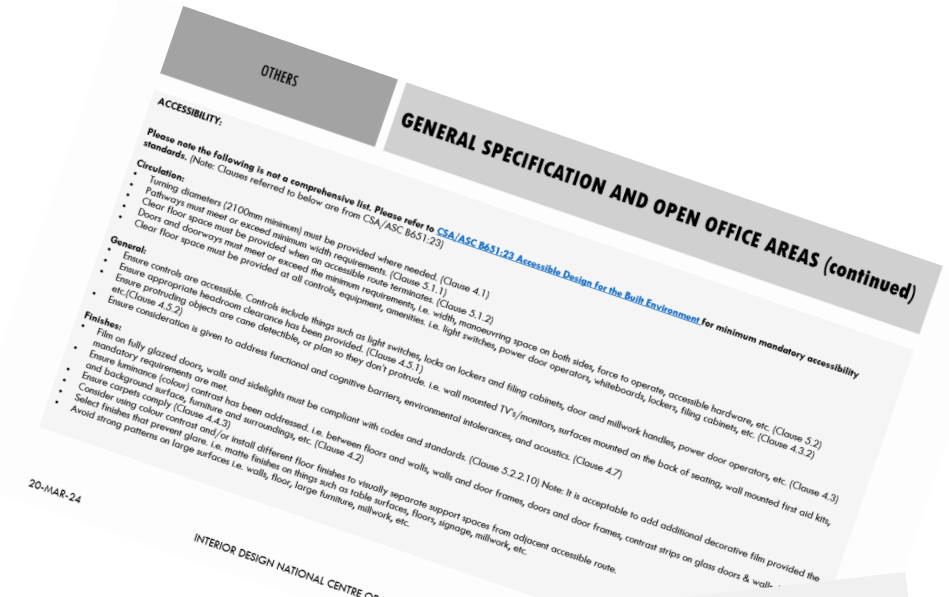 OTHERS
GENERAL SPECIFICATION AND OPEN OFFICE AREAS (continued)
ACCESSIBILITY:
Please note the following is not a comprehensive list. Please refer to CSA/ASC B651:23 Accessible Design for the Built Environment for minimum mandatory accessibility
standards. (Note: Clauses referred to below are from CSA/ASC B651:23)
Circulation:
• Turning diameters (2100mm minimum) must be provided where needed. (Clause 4.1)
• Pathways must meet or exceed minimum width requirements. (Clause 5.1.1)
• Clear floor space must be provided when an accessible route terminates. (Clause 5.1.2)
• Doors and doorways must meet or exceed the minimum requirements, i.e. width, manoeuvring space on both sides, force to operate, accessible hardware, etc. (Clause 5.2)
• Clear floor space must be provided at all controls, equipment, amenities. i.e. light switches, power door operators, whiteboards, lockers, filing cabinets, etc. (Clause 4.3.2)
General:
• Ensure controls are accessible. Controls include things such as light switches, locks on lockers and filing cabinets, door and millwork handles, power door operators, etc. (Clause 4.3)
• Ensure appropriate headroom clearance has been provided. (Clause 4.5.1)
• Ensure protruding objects are cane detectable, or plan so they don't protrude. i.e. wall mounted TV's/monitors, surfaces mounted on the back of seating, wall mounted first aid kits,
etc.(Clause 4.5.2)
• Ensure consideration is given to address functional and cognitive barriers, environmental intolerances, and acoustics. (Clause 4.7)
Finishes:
• Film on fully glazed doors, walls and sidelights must be compliant with codes and standards. (Clause 5.2.2.10) Note: It is acceptable to add additional decorative film provided the
mandatory requirements are met.
• Ensure luminance (colour) contrast has been addressed. i.e. between floors and walls, walls and door frames, doors and door frames, contrast strips on glass doors &
and background surface, furniture and surroundings, etc. (Clause 4.2)
• Ensure carpets comply (Clause 4.4.3)
• Consider using colour contrast and/or install different floor finishes to visually separate support spaces from adjacent accessible route.
• Select finishes that prevent glare. i.e. matte finishes on things such as table surfaces, floors, signage, millwork, etc.
• Avoid strong patterns on large surfaces i.e. walls, floor, large furniture, millwork, etc.
20-MAR-24
INTERIOR DESIGN NATIONAL CENTRE